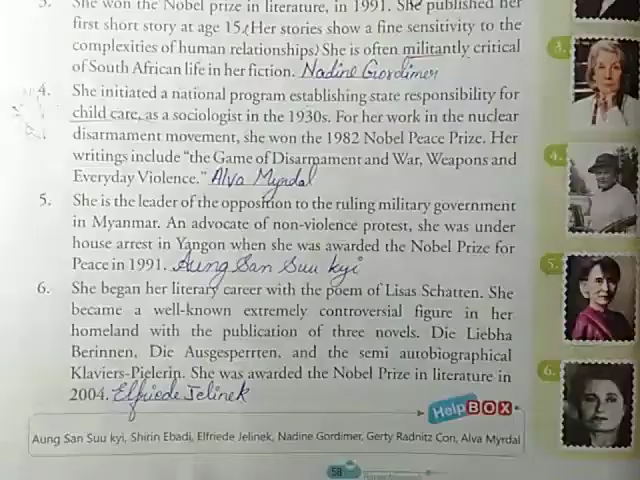 3. She won the Nobel prize in literature, in 1991. She published her
first short story at age 15. (Her stories show a fine sensitivity to the
complexities of human relationships) She is often militantly critical
of South African life in her fiction. Nadine Gordimer
4. She initiated a national program establishing state responsibility for
child care, as a sociologist in the 1930s. For her work in the nuclear
disarmament movement, she won the 1982 Nobel Peace Prize. Her
writings include "the Game of Disarmament and War, Weapons and
Everyday Violence." Alva Myrdal
5. She is the leader of the opposition to the ruling military government
in Myanmar. An advocate of non-violence protest, she was under
house arrest in Yangon when she was awarded the Nobel Prize for
Peace in 1991. Aung San Suu kyi
6. She began her literary career with the poem of Lisas Schatten. She
became a well-known extremely controversial figure in her
homeland with the publication of three novels. Die Liebha
Berinnen, Die Ausgesperrten, and the semi autobiographical
Klaviers-Pielerin. She was awarded the Nobel Prize in literature in
2004. Elfriede Jelinek
Help BOX
Aung San Suu kyi, Shirin Ebadi, Elfriede Jelinek, Nadine Gordimer, Gerty Radnitz Con, Alva Myrdal
58
3.
4.
5.
6.